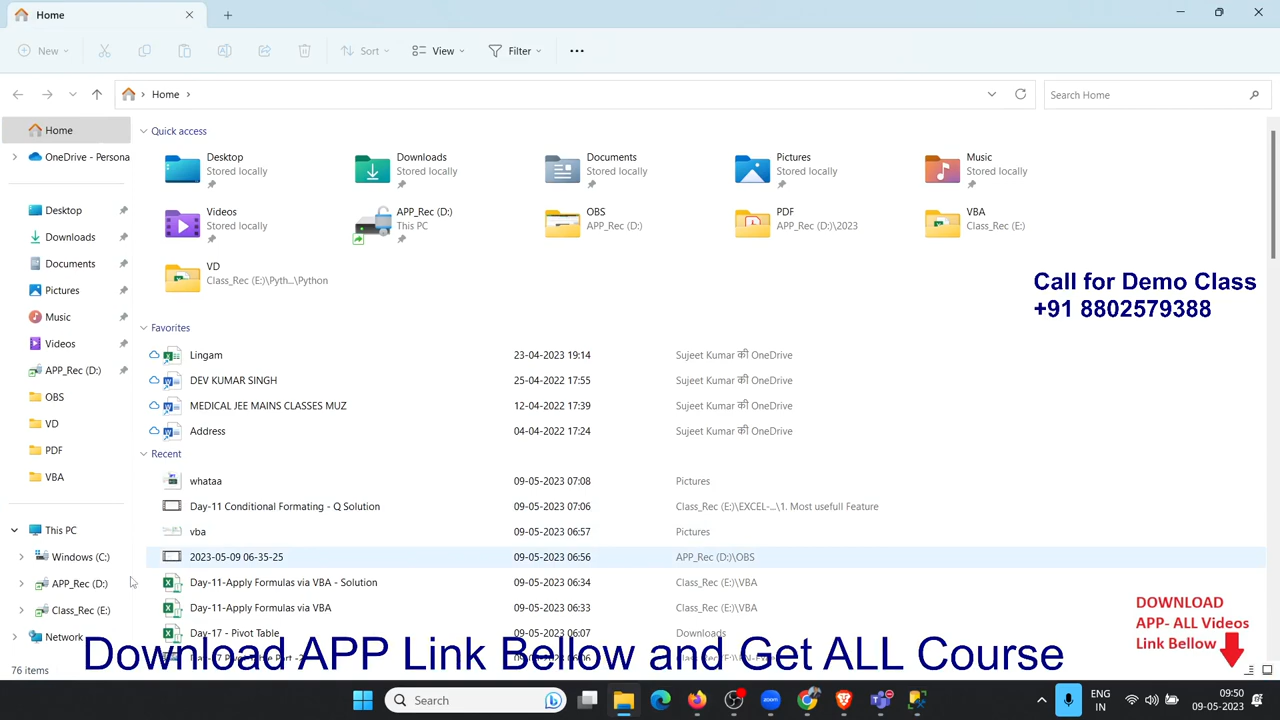 Home
New
Sort
View
Filter
Home
Search Home
Home
OneDrive - Persona
Desktop
Downloads
Documents
Pictures
Music
Videos
APP_Rec (D:)
OBS
VD
PDF
VBA
This PC
Windows (C:)
APP_Rec (D:)
Class_Rec (E:)
Network
76 items
Quick access
Desktop
Stored locally
Downloads
Stored locally
Documents
Stored locally
Pictures
Stored locally
Music
Stored locally
Videos
Stored locally
APP_Rec (D:)
This PC
OBS
APP_Rec (D:)
PDF
APP_Rec (D:)\2023
VBA
Class_Rec (E:)
VD
Class_Rec (E:)\Pyth...\Python
Call for Demo Class
+91 8802579388
Favorites
Lingam 23-04-2023 19:14 Sujeet Kumar की OneDrive
DEV KUMAR SINGH 25-04-2022 17:55 Sujeet Kumar की OneDrive
MEDICAL JEE MAINS CLASSES MUZ 12-04-2022 17:39 Sujeet Kumar की OneDrive
Address 04-04-2022 17:24 Sujeet Kumar की OneDrive
Recent
whataa 09-05-2023 07:08 Pictures
Day-11 Conditional Formating - Q Solution 09-05-2023 07:06 Class_Rec (E:)\EXCEL-...\1. Most usefull Feature
vba 09-05-2023 06:57 Pictures
2023-05-09 06-35-25 09-05-2023 06:56 APP_Rec (D:)\OBS
Day-11-Apply Formulas via VBA - Solution 09-05-2023 06:34 Class_Rec (E:)\VBA
Day-11-Apply Formulas via VBA 09-05-2023 06:33 Class_Rec (E:)\VBA
Day-17 - Pivot Table 09-05-2023 06:07 Downloads
DOWNLOAD
APP- ALL Videos
Link Bellow
Download APP Link Bellow and Get ALL Course
Search
zoom
ENG
IN
09:50
09-05-2023